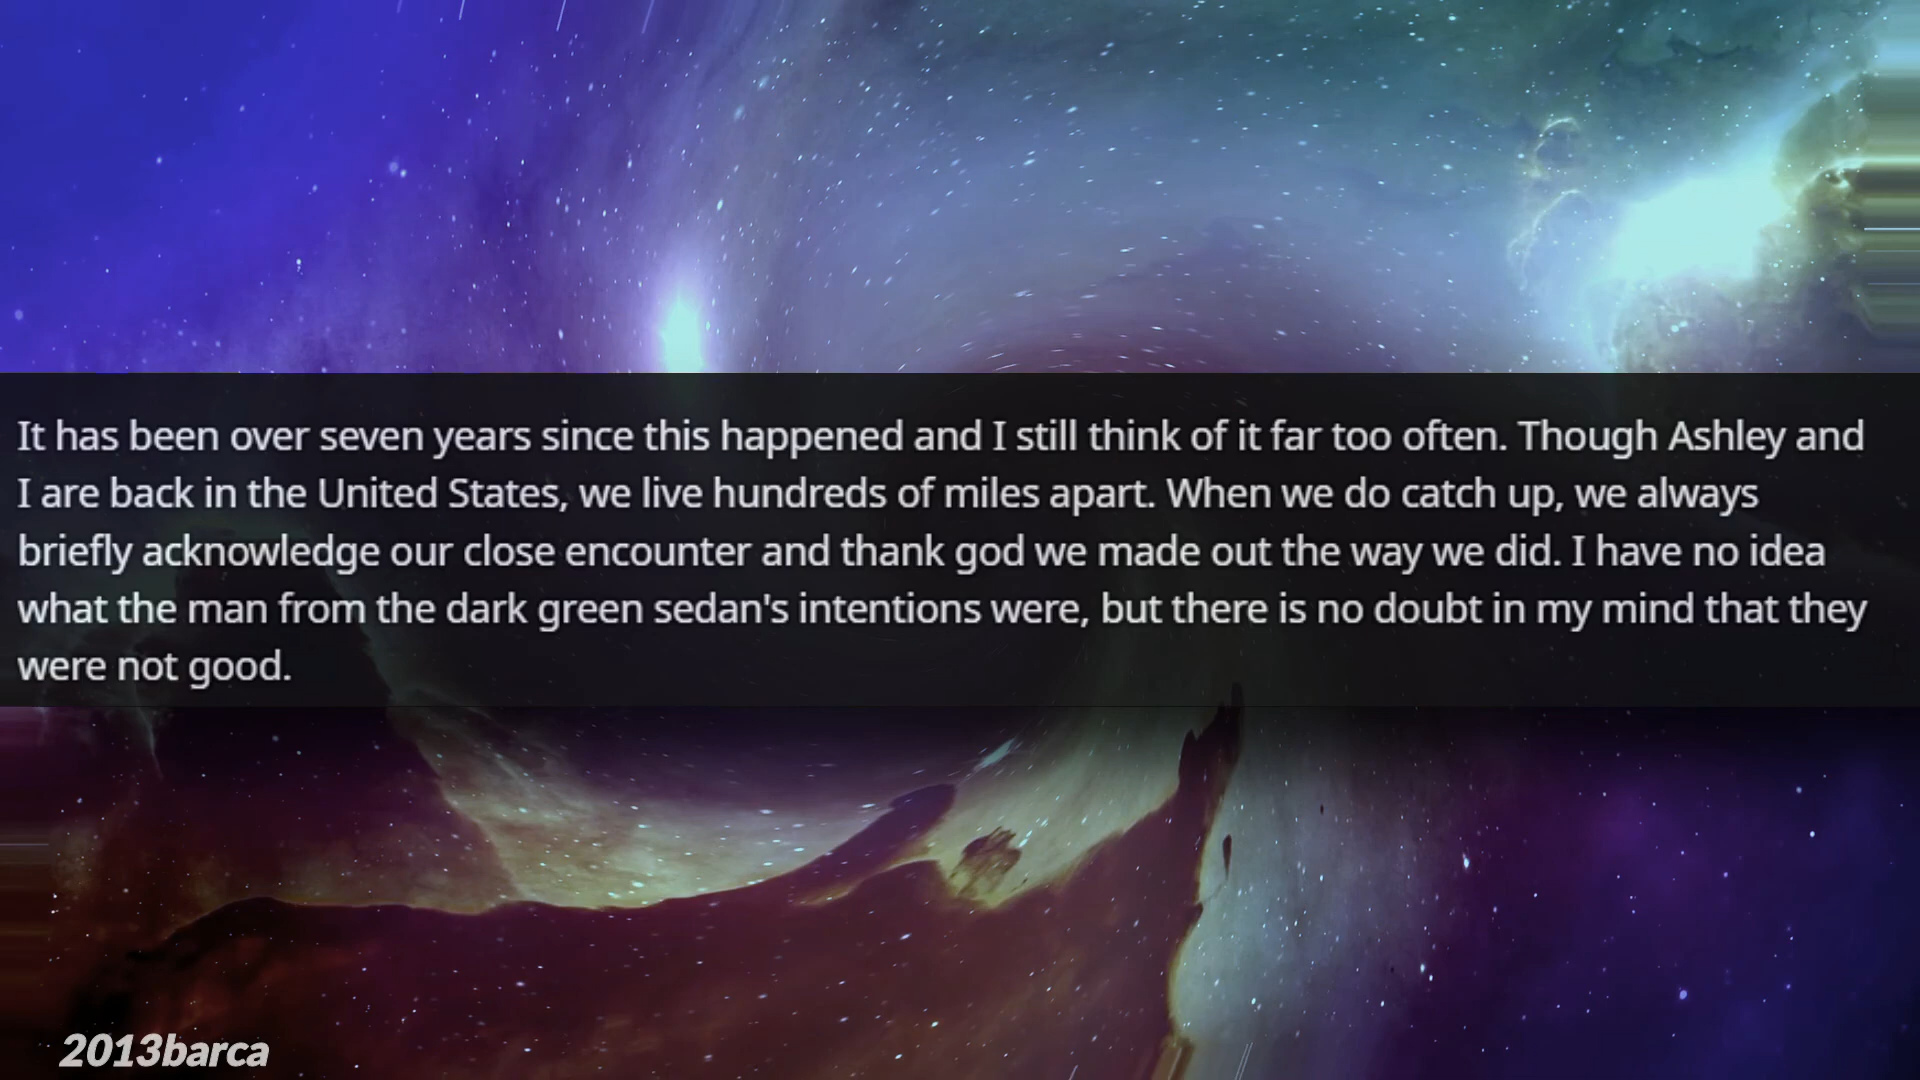 It has been over seven years since this happened and I still think of it far too often. Though Ashley and
I are back in the United States, we live hundreds of miles apart. When we do catch up, we always
briefly acknowledge our close encounter and thank god we made out the way we did. I have no idea
what the man from the dark green sedan's intentions were, but there is no doubt in my mind that they
were not good.
2013barca